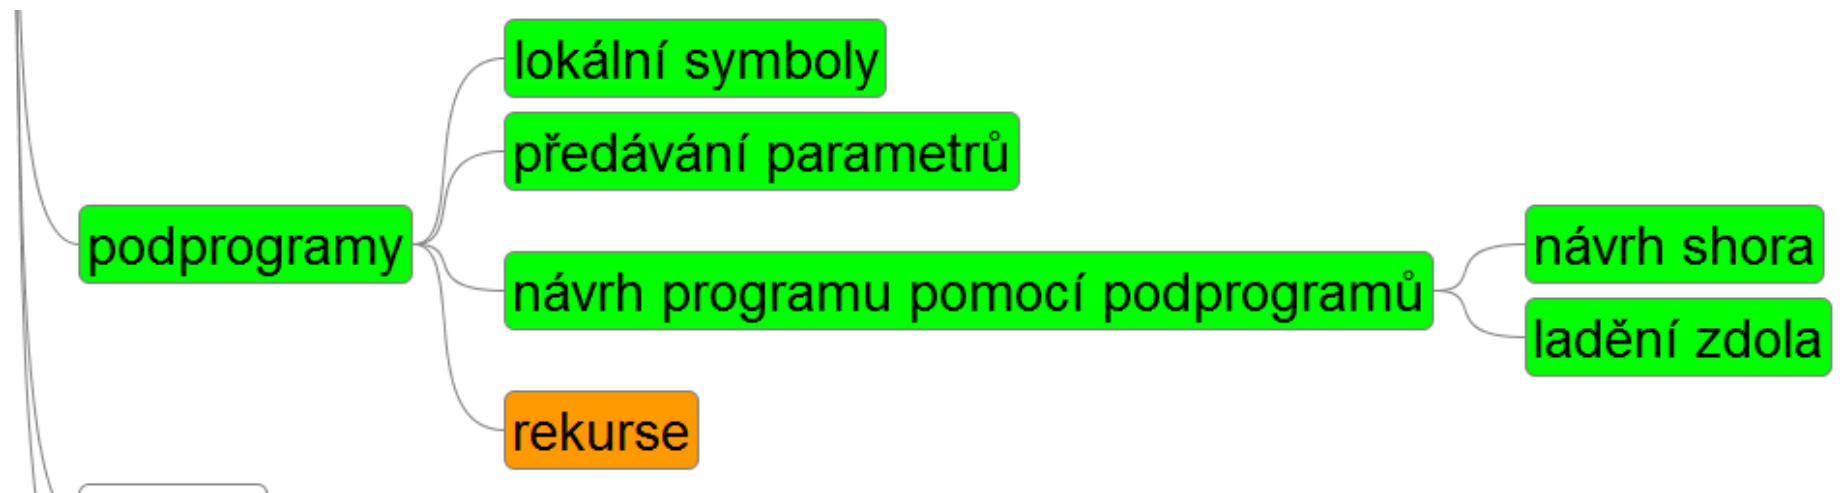 lokální symboly
předávání parametrů
podprogramy
návrh programu pomocí podprogramů
návrh shora
ladění zdola
rekurse